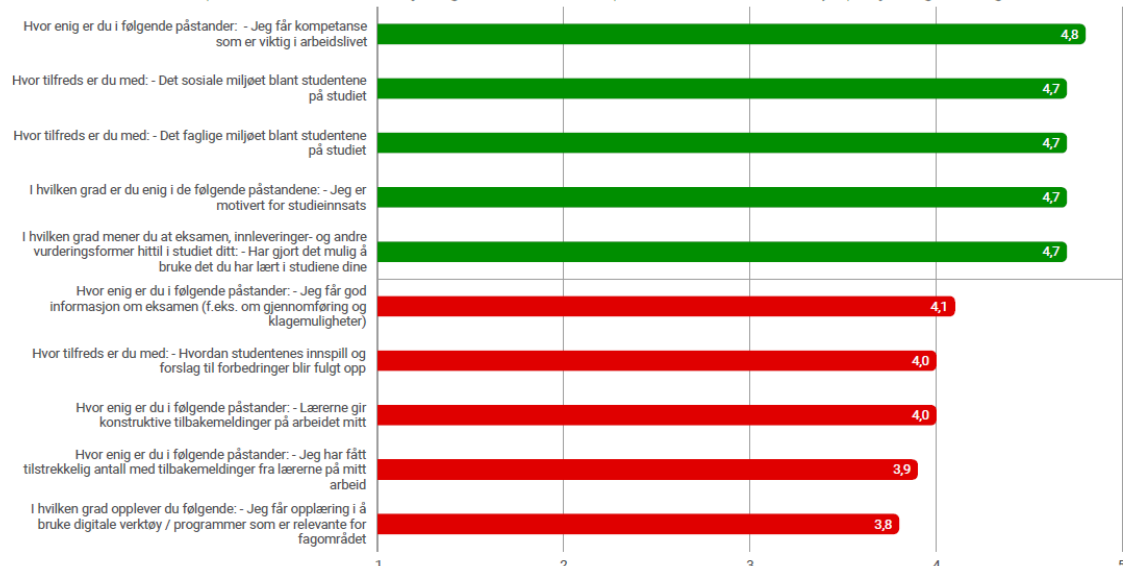 Hvor enig er du i følgende påstander: - Jeg får kompetanse
som er viktig i arbeidslivet
4,8
Hvor tilfreds er du med: - Det sosiale miljøet blant studentene
på studiet
4,7
Hvor tilfreds er du med: - Det faglige miljøet blant studentene
på studiet
4,7
I hvilken grad er du enig i de følgende påstandene: - Jeg er
motivert for studieinnsats
4,7
I hvilken grad mener du at eksamen, innleveringer- og andre
vurderingsformer hittil i studiet ditt: - Har gjort det mulig å
bruke det du har lært i studiene dine
4,7
Hvor enig er du i følgende påstander: - Jeg får god
informasjon om eksamen (f.eks. om gjennomføring og
klagemuligheter)
4,1
Hvor tilfreds er du med: - Hvordan studentenes innspill og
forslag til forbedringer blir fulgt opp
4,0
Hvor enig er du i følgende påstander: - Lærerne gir
konstruktive tilbakemeldinger på arbeidet mitt
4,0
Hvor enig er du i følgende påstander: - Jeg har fått
tilstrekkelig antall med tilbakemeldinger fra lærerne på mitt
arbeid
3,9
I hvilken grad opplever du følgende: - Jeg får opplæring i å
bruke digitale verktøy / programmer som er relevante for
fagområdet
3,8
1 2 3 4 5